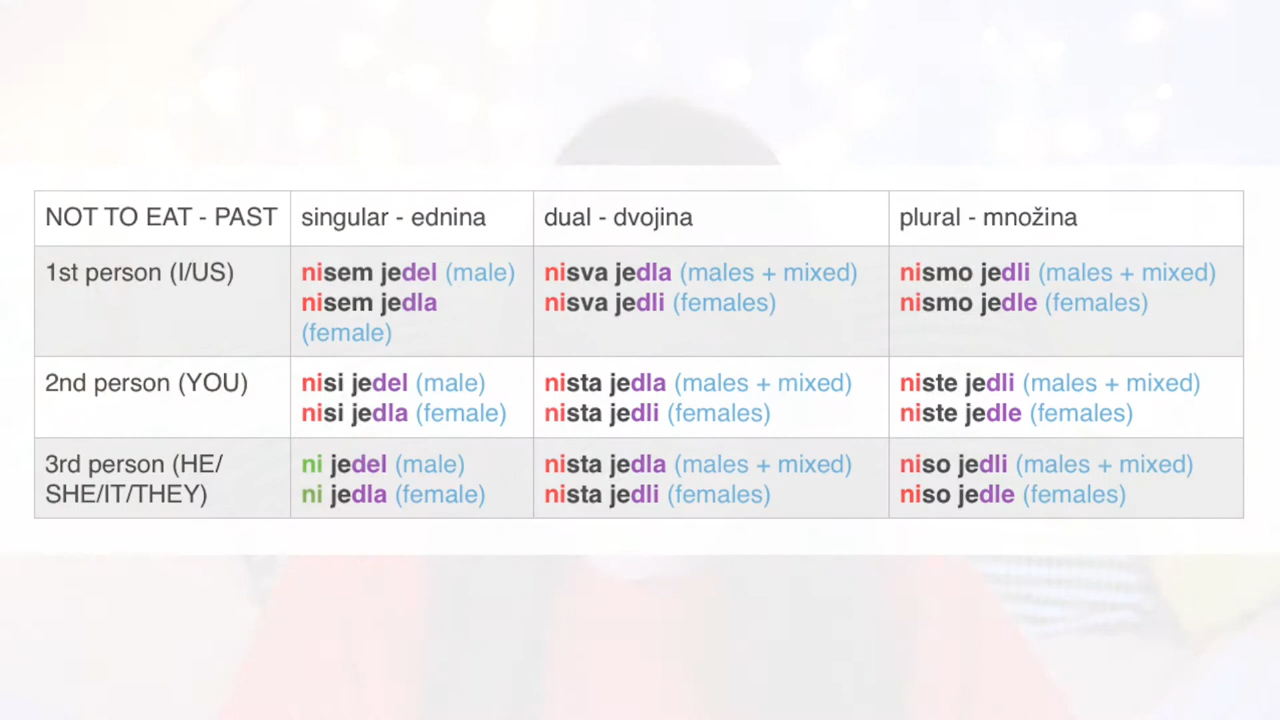 NOT TO EAT - PAST
singular - ednina
dual - dvojina
plural - množina
1st person (I/US)
nisem jedel (male)
nisem jedla
(female)
nisva jedla (males + mixed)
nisva jedli (females)
nismo jedli (males + mixed)
nismo jedle (females)
2nd person (YOU)
nisi jedel (male)
nisi jedla (female)
nista jedla (males + mixed)
nista jedli (females)
niste jedli (males + mixed)
niste jedle (females)
3rd person (HE/
SHE/IT/THEY)
ni jedel (male)
ni jedla (female)
nista jedla (males + mixed)
nista jedli (females)
niso jedli (males + mixed)
niso jedle (females)